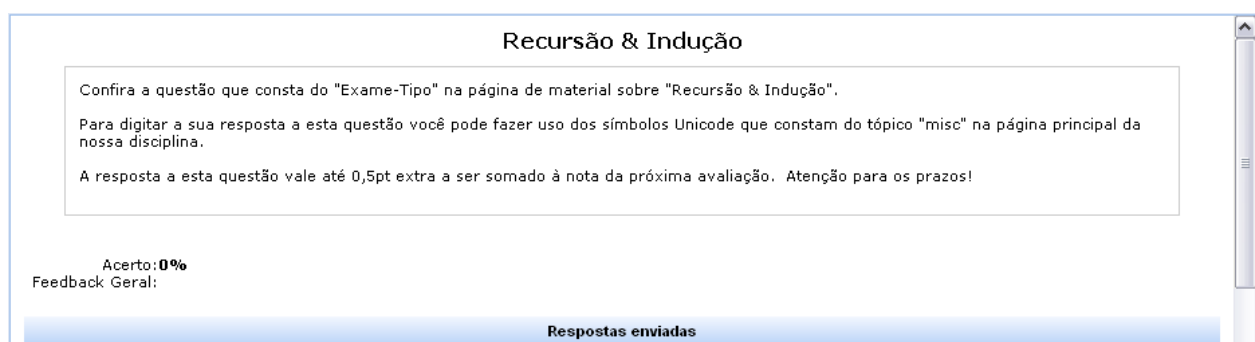 Recursão & Indução
Confira a questão que consta do "Exame-Tipo" na página de material sobre "Recursão & Indução".
Para digitar a sua resposta a esta questão você pode fazer uso dos símbolos Unicode que constam do tópico "misc" na página principal da
nossa disciplina.
A resposta a esta questão vale até 0,5pt extra a ser somado à nota da próxima avaliação. Atenção para os prazos!
Acerto:0%
Feedback Geral:
Respostas enviadas